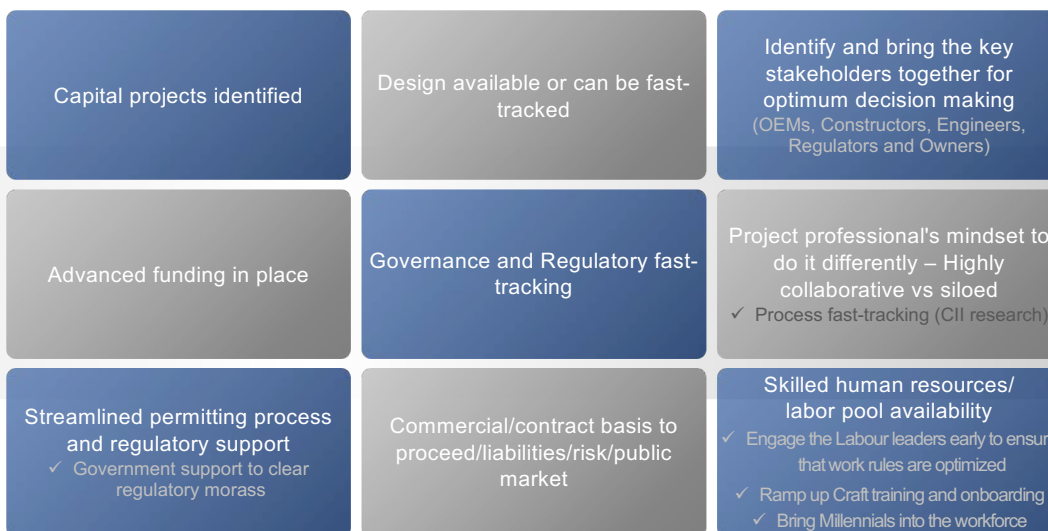 Capital projects identified
Design available or can be fast-
tracked
Identify and bring the key
stakeholders together for
optimum decision making
(OEMs, Constructors, Engineers,
Regulators and Owners)
Advanced funding in place
Governance and Regulatory fast-
tracking
Project professional's mindset to
do it differently – Highly
collaborative vs siloed
✓ Process fast-tracking (CII research)
Streamlined permitting process
and regulatory support
✓ Government support to clear
regulatory morass
Commercial/contract basis to
proceed/liabilities/risk/public
market
Skilled human resources/
labor pool availability
✓ Engage the Labour leaders early to ensur
that work rules are optimized
✓ Ramp up Craft training and onboarding
✓ Bring Millennials into the workforce